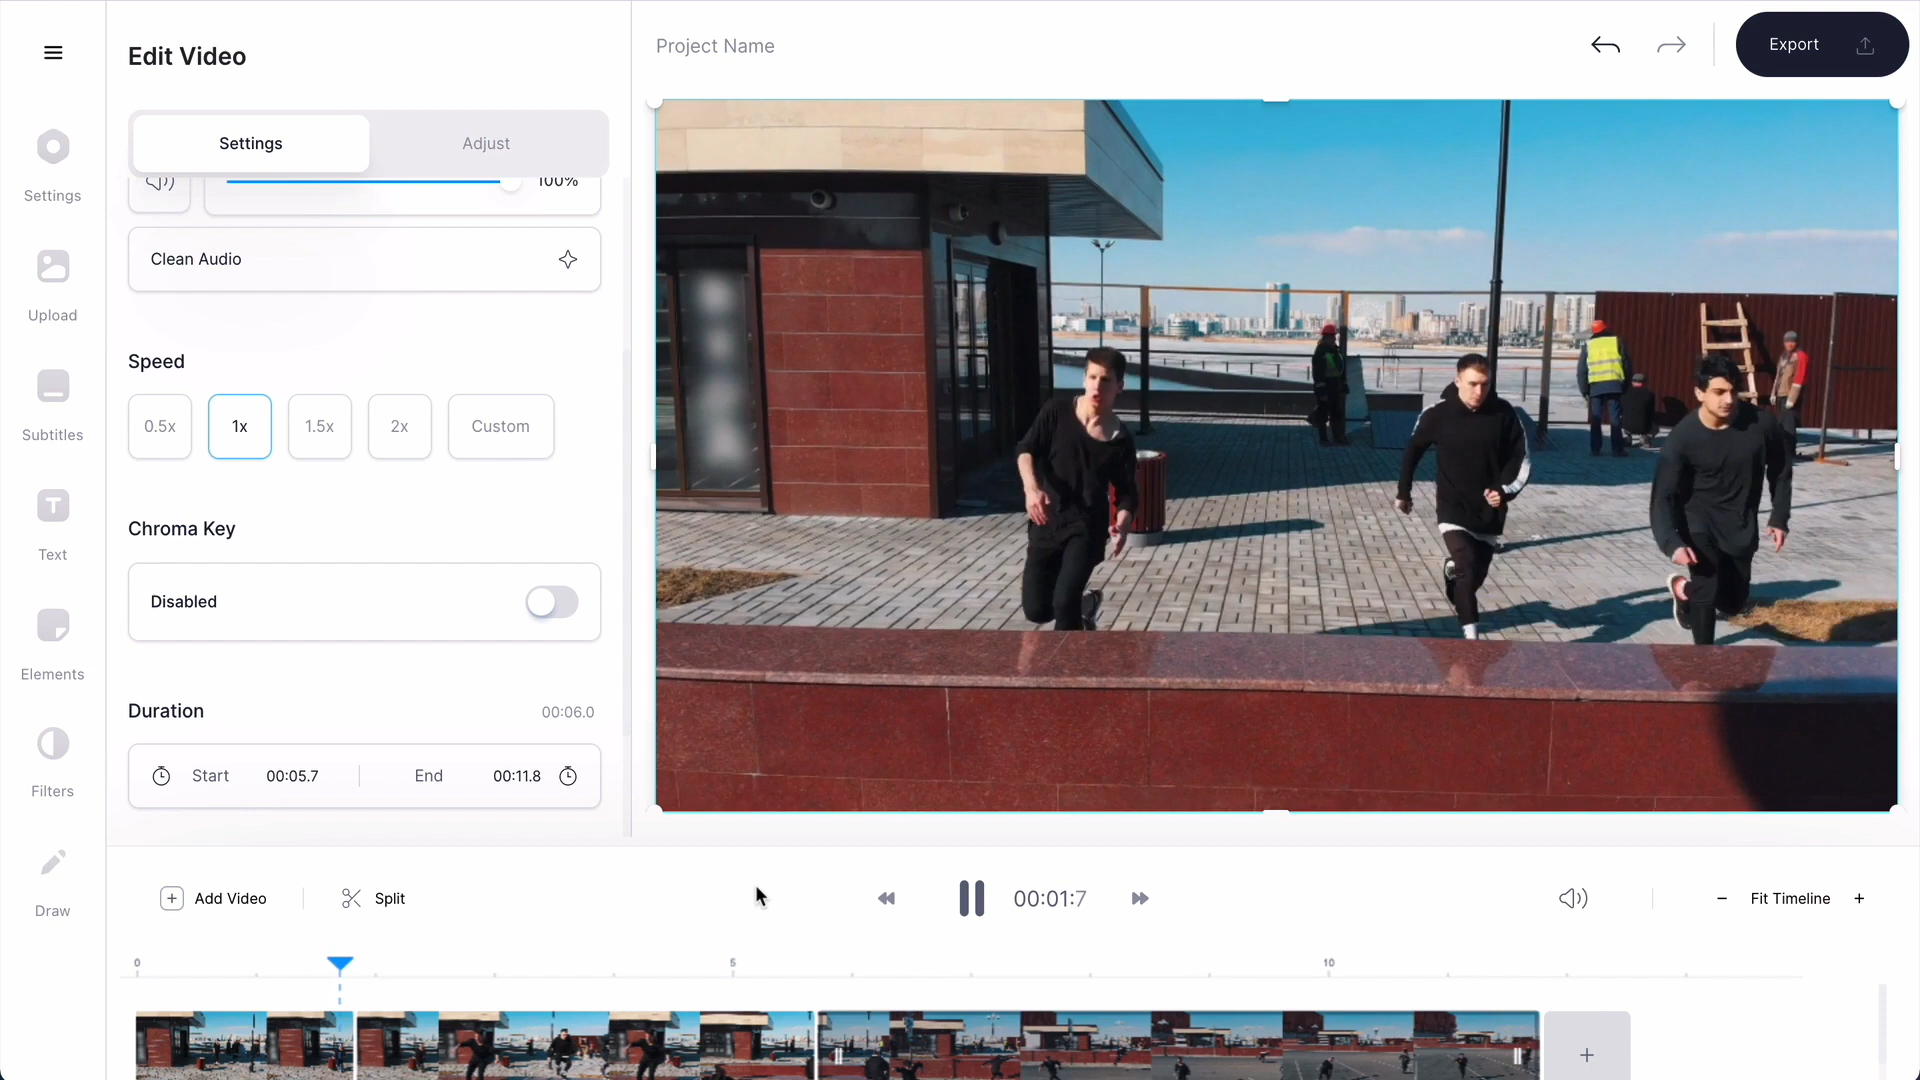 Edit Video
Project Name
Export
Settings
Adjust
100%
Settings
Clean Audio
Upload
Speed
0.5x
1x
1.5x
2x
Custom
Subtitles
Chroma Key
Text
Disabled
Elements
Duration
00:06.0
Start
00:05.7
End
00:11.8
Filters
Draw
Add Video
Split
00:01:7
Fit Timeline
0
5
10